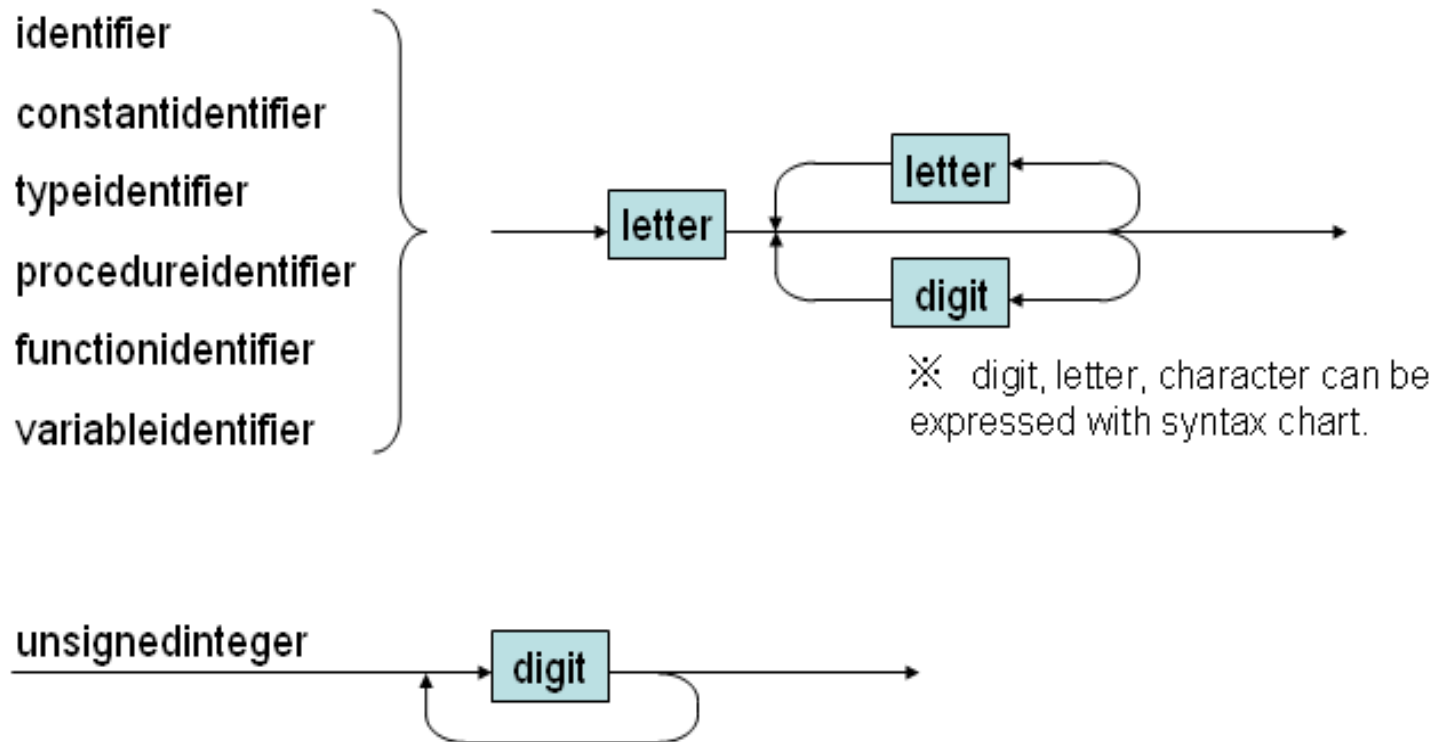 identifier
constantidentifier
typeidentifier
procedureidentifier
functionidentifier
variableidentifier
letter
letter
digit
※ digit, letter, character can be
expressed with syntax chart.
unsignedinteger
digit